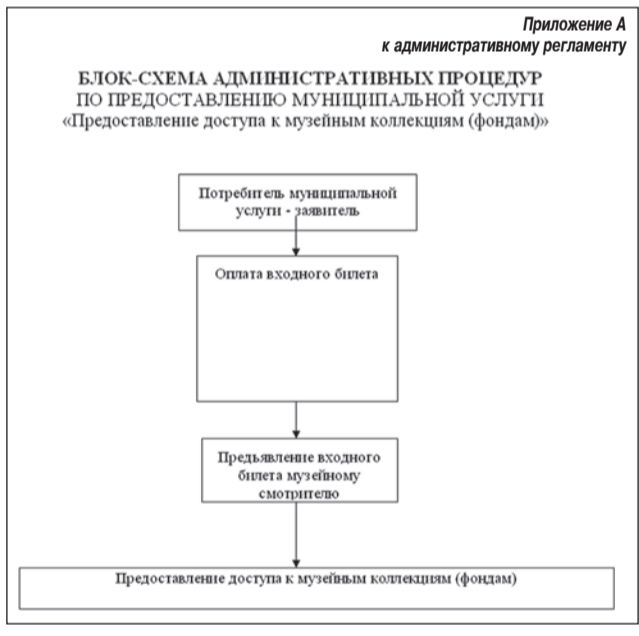 Приложение А
к административному регламенту
БЛОК-СХЕМА АДМИНИСТРАТИВНЫХ ПРОЦЕДУР
ПО ПРЕДОСТАВЛЕНИЮ МУНИЦИПАЛЬНОЙ УСЛУГИ
«Предоставление доступа к музейным коллекциям (фондам)»
Потребитель муниципальной
услуги - заявитель
Оплата входного билета
Предъявление входного
билета музейному
смотрителю
Предоставление доступа к музейным коллекциям (фондам)